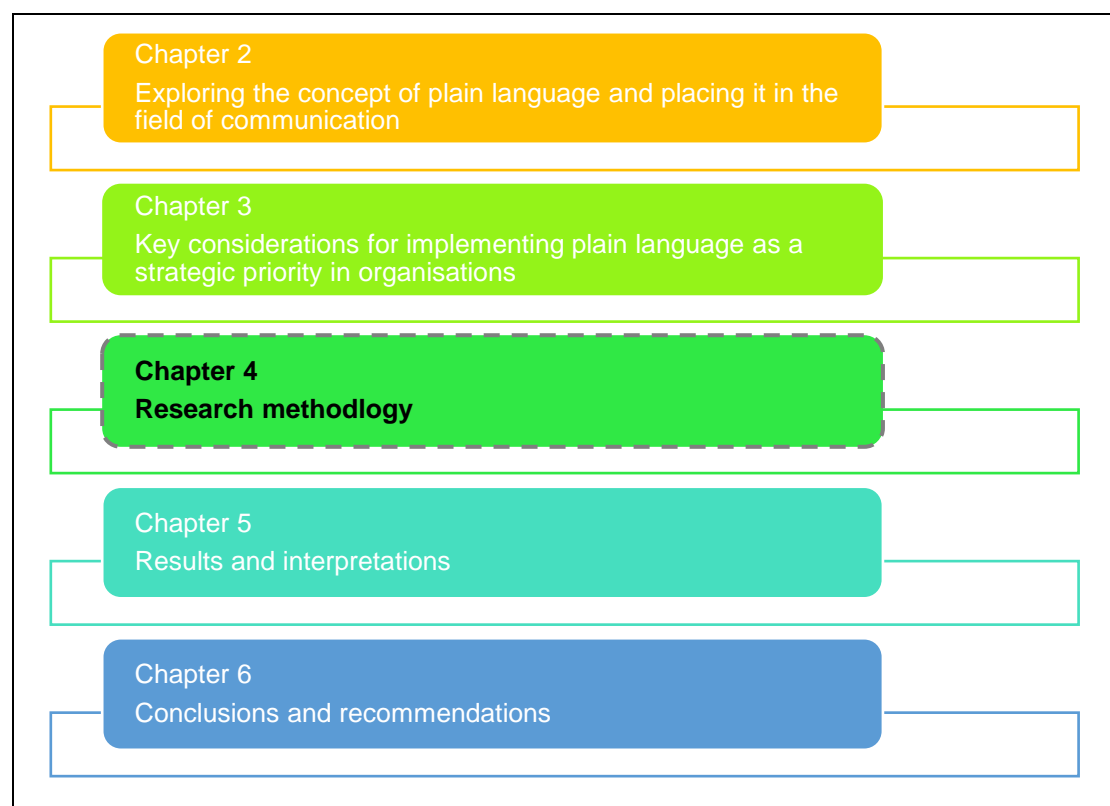 Chapter 2
Exploring the concept of plain language and placing it in the
field of communication
Chapter 3
Key considerations for implementing plain language as a
strategic priority in organisations
Chapter 4
Research methodlogy
Chapter 5
Results and interpretations
Chapter 6
Conclusions and recommendations